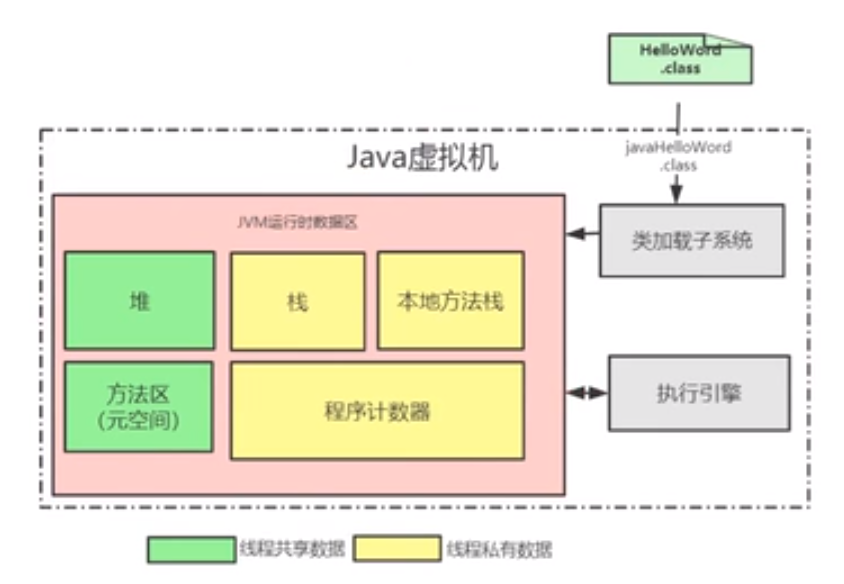 HelloWord
.class
Java虚拟机
javaHelloWord
.class
JVM运行时数据区
类加载子系统
堆
栈
本地方法栈
方法区
(元空间)
程序计数器
执行引擎
线程共享数据
线程私有数据